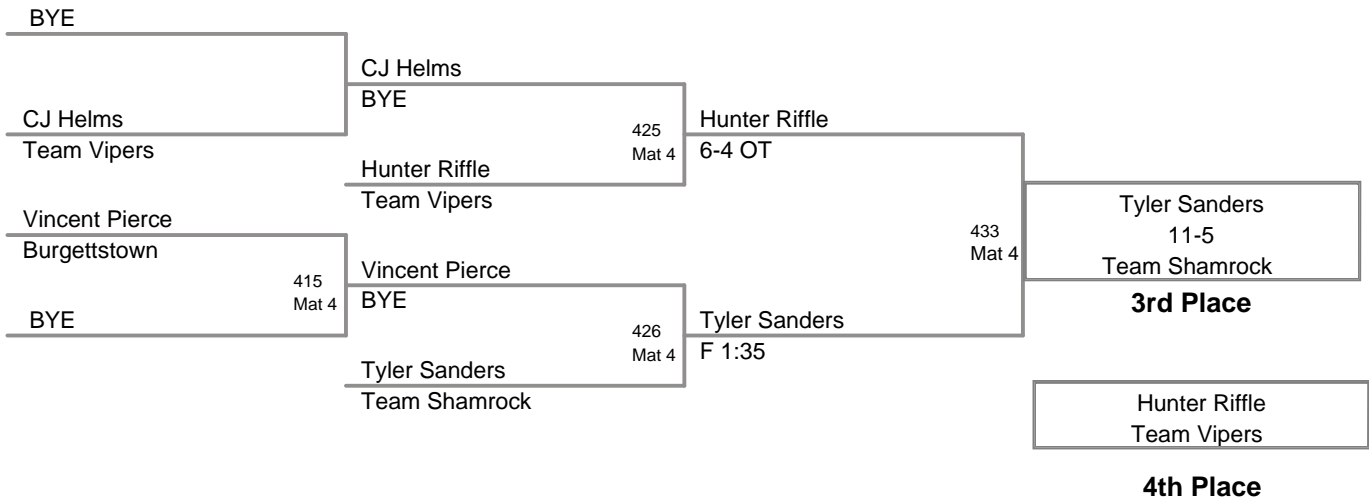 BYE
CJ Helms
BYE
CJ Helms
Team Vipers
425
Mat 4
Hunter Riffle
6-4 OT
Hunter Riffle
Team Vipers
Vincent Pierce
Burgettstown
433
Mat 4
Tyler Sanders
11-5
Team Shamrock
3rd Place
415
Mat 4
Vincent Pierce
BYE
BYE
426
Mat 4
Tyler Sanders
F 1:35
Tyler Sanders
Team Shamrock
Hunter Riffle
Team Vipers
4th Place